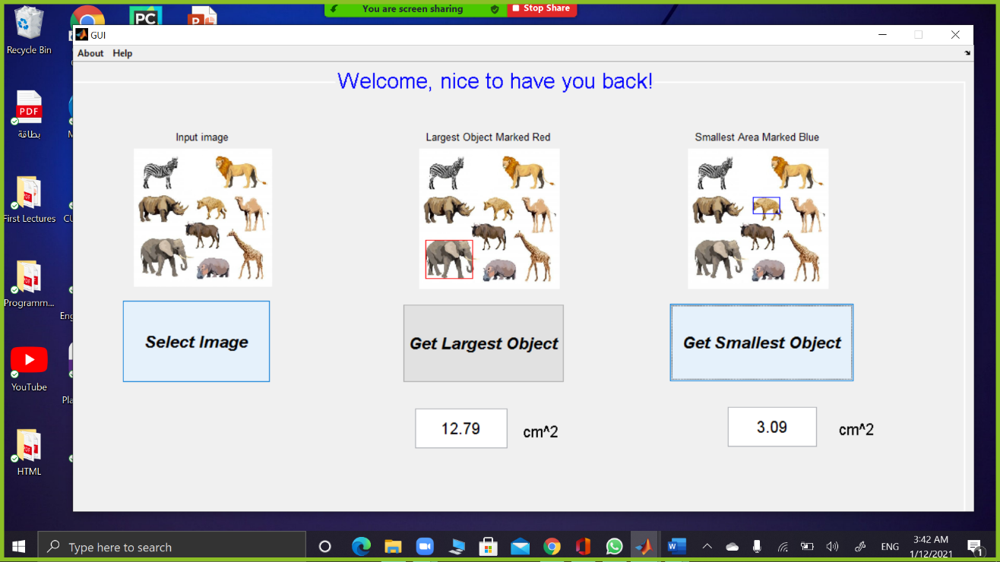 You are screen sharing
Stop Share
PC
P
GUI
Recycle Bin
About Help
Welcome, nice to have you back!
PDF
بطاقة
Input image
Largest Object Marked Red
Smallest Area Marked Blue
First Lectures
Programm...
Select Image
Get Largest Object
Get Smallest Object
YouTube
12.79 cm^2
3.09 cm^2
HTML
Type here to search
ENG
3:42 AM
1/12/2021
1